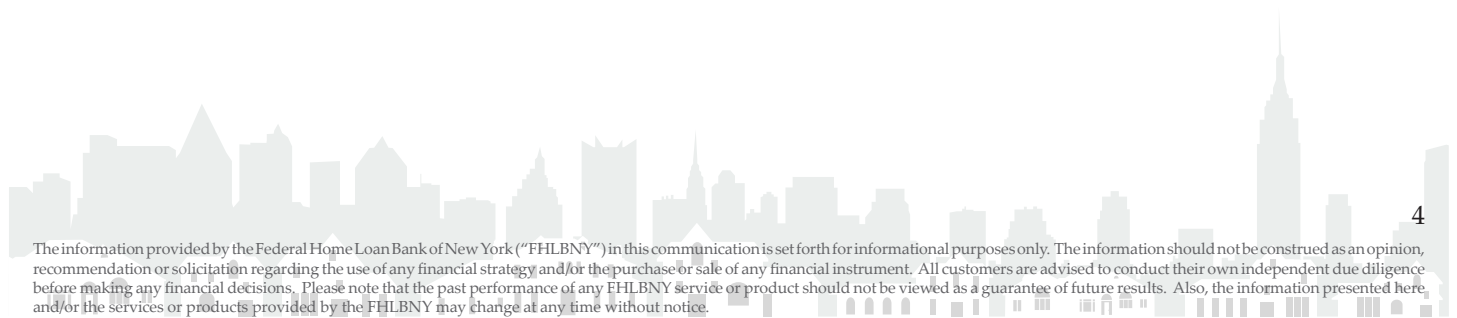 4
The information provided by the Federal Home Loan Bank of New York (“FHLBNY”) in this communication is set forth for informational purposes only. The information should not be construed as an opinion,
recommendation or solicitation regarding the use of any financial strategy and/or the purchase or sale of any financial instrument. All customers are advised to conduct their own independent due diligence
before making any financial decisions. Please note that the past performance of any FHLBNY service or product should not be viewed as a guarantee of future results. Also, the information presented here
and/or the services or products provided by the FHLBNY may change at any time without notice.